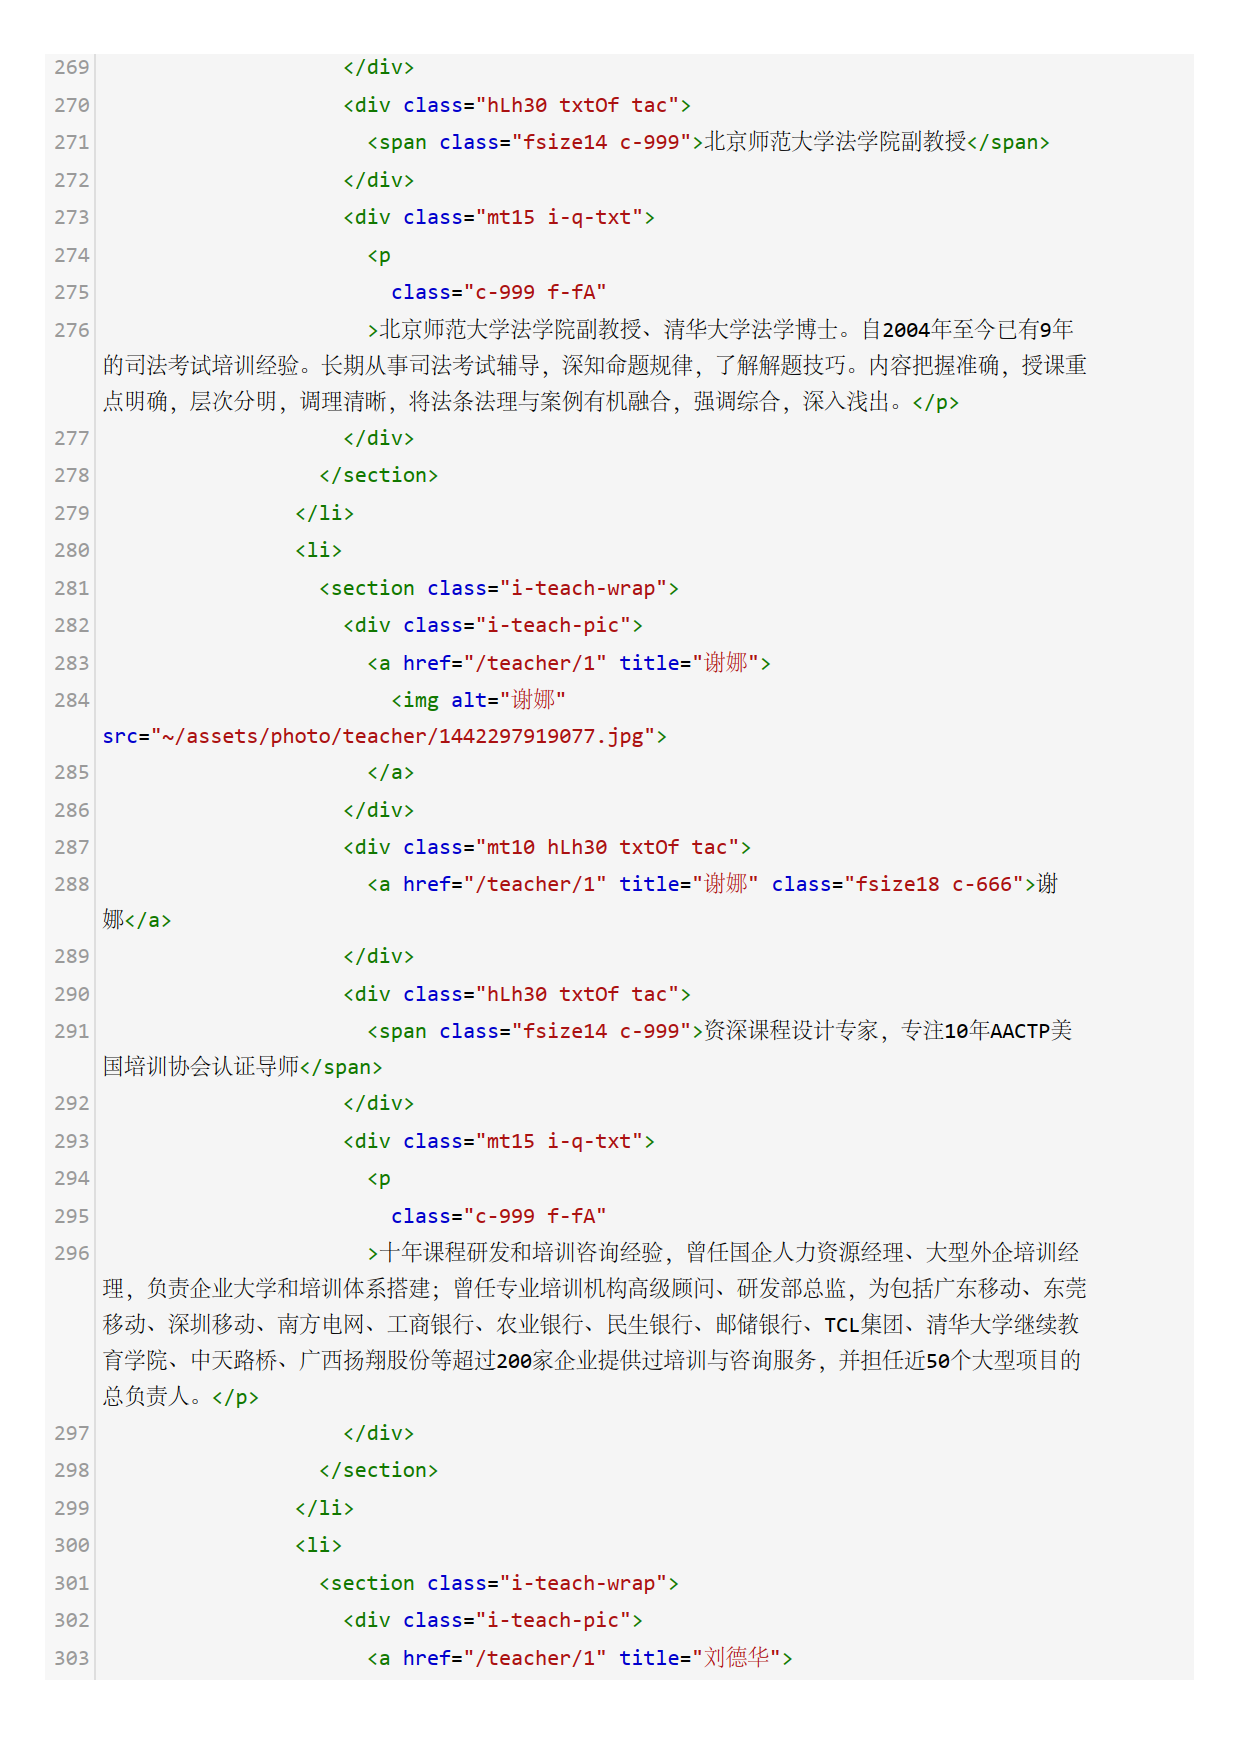 269 </div>
270 <div class="hLh30 txtOf tac">
271 <span class="fsize14 c-999">北京师范大学法学院副教授</span>
272 </div>
273 <div class="mt15 i-q-txt">
274 <p
275 class="c-999 f-fA"
276 >北京师范大学法学院副教授、清华大学法学博士。自2004年至今已有9年
的司法考试培训经验。长期从事司法考试辅导，深知命题规律，了解解题技巧。内容把握准确，授课重
点明确，层次分明，调理清晰，将法条法理与案例有机融合，强调综合，深入浅出。</p>
277 </div>
278 </section>
279 </li>
280 <li>
281 <section class="i-teach-wrap">
282 <div class="i-teach-pic">
283 <a href="/teacher/1" title="谢娜">
284 <img alt="谢娜"
src="~/assets/photo/teacher/1442297919077.jpg">
285 </a>
286 </div>
287 <div class="mt10 hLh30 txtOf tac">
288 <a href="/teacher/1" title="谢娜" class="fsize18 c-666">谢
娜</a>
289 </div>
290 <div class="hLh30 txtOf tac">
291 <span class="fsize14 c-999">资深课程设计专家，专注10年AACTP美
国培训协会认证导师</span>
292 </div>
293 <div class="mt15 i-q-txt">
294 <p
295 class="c-999 f-fA"
296 >十年课程研发和培训咨询经验，曾任国企人力资源经理、大型外企培训经
理，负责企业大学和培训体系搭建；曾任专业培训机构高级顾问、研发部总监，为包括广东移动、东莞
移动、深圳移动、南方电网、工商银行、农业银行、民生银行、邮储银行、TCL集团、清华大学继续教
育学院、中天路桥、广西扬翔股份等超过200家企业提供过培训与咨询服务，并担任近50个大型项目的
总负责人。</p>
297 </div>
298 </section>
299 </li>
300 <li>
301 <section class="i-teach-wrap">
302 <div class="i-teach-pic">
303 <a href="/teacher/1" title="刘德华">